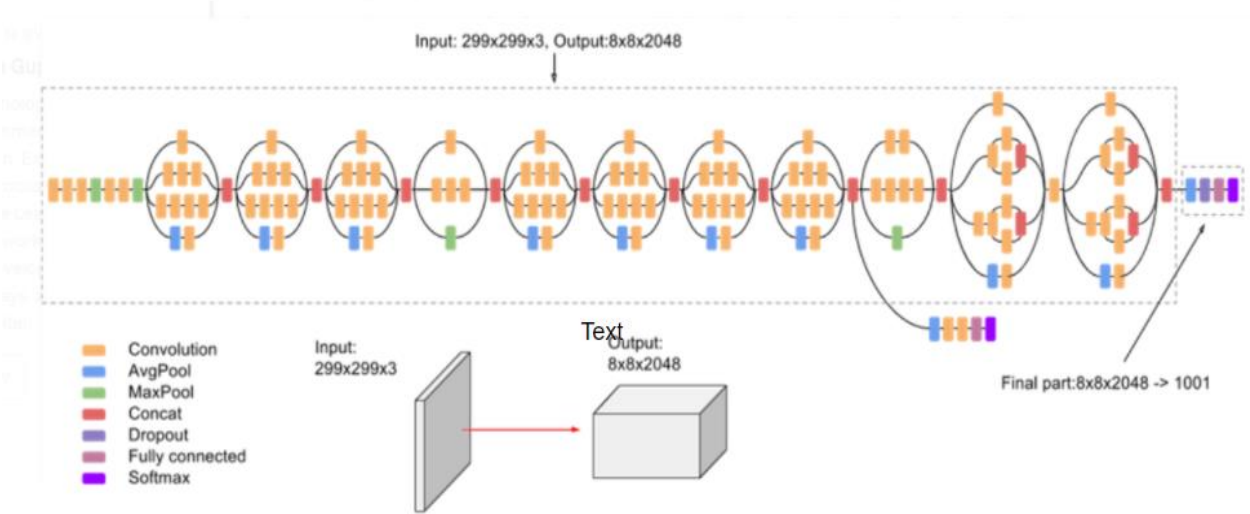 Input: 299x299x3, Output:8x8x2048
Text
Input:
299x299x3
Output:
8x8x2048
Convolution
AvgPool
MaxPool
Concat
Dropout
Fully connected
Softmax
Final part:8x8x2048 -> 1001